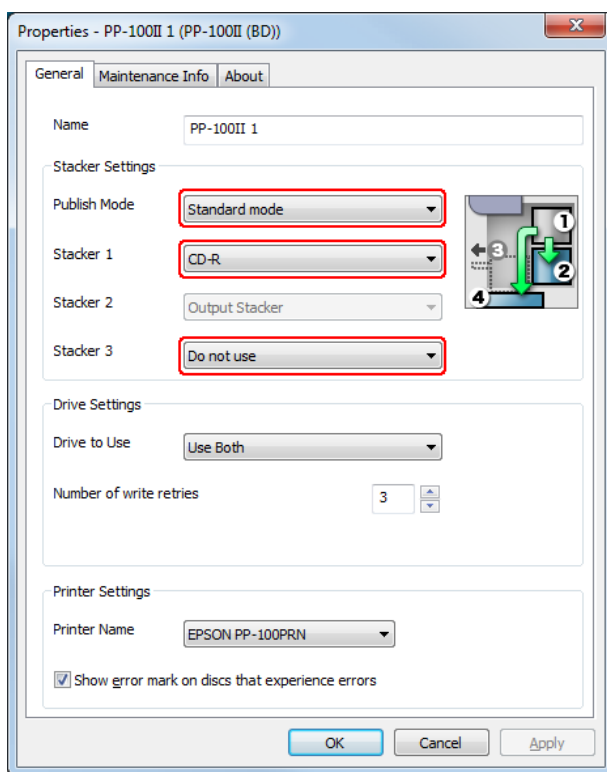 Properties - PP-100II 1 (PP-100II (BD))
General Maintenance Info About
Name PP-100II 1
Stacker Settings
Publish Mode Standard mode
Stacker 1 CD-R
Stacker 2 Output Stacker
Stacker 3 Do not use
1
3
2
4
Drive Settings
Drive to Use Use Both
Number of write retries 3
Printer Settings
Printer Name EPSON PP-100PRN
Show error mark on discs that experience errors
OK Cancel Apply